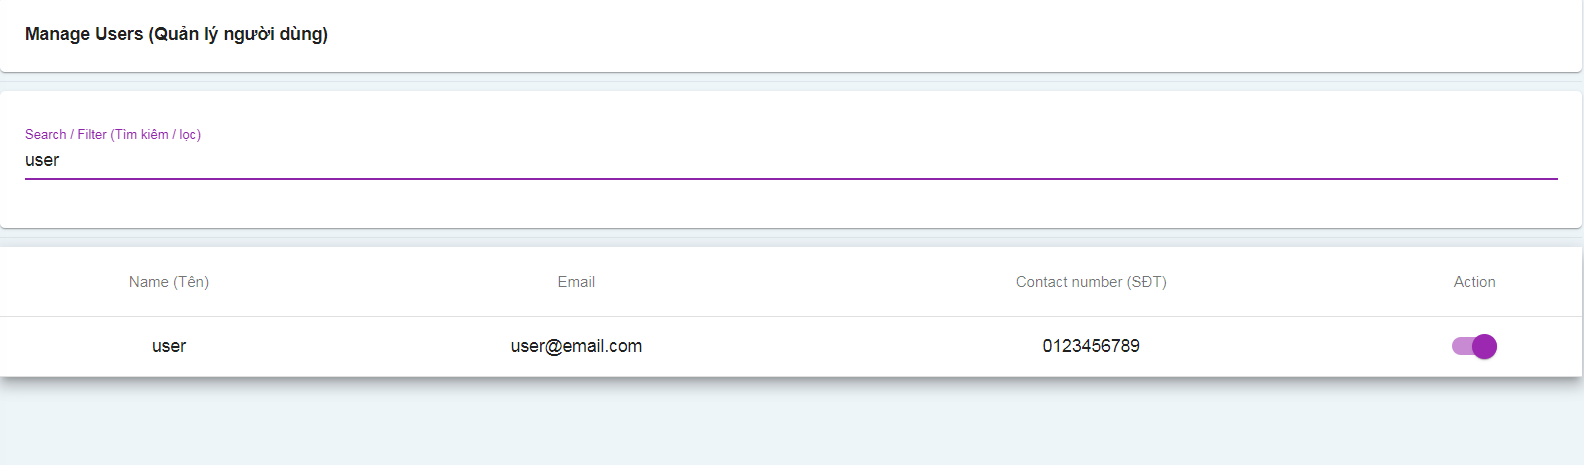 Manage Users (Quản lý người dùng)
Search / Filter (Tìm kiếm / lọc)
user
Name (Tên) Email Contact number (SĐT) Action
user user@email.com 0123456789